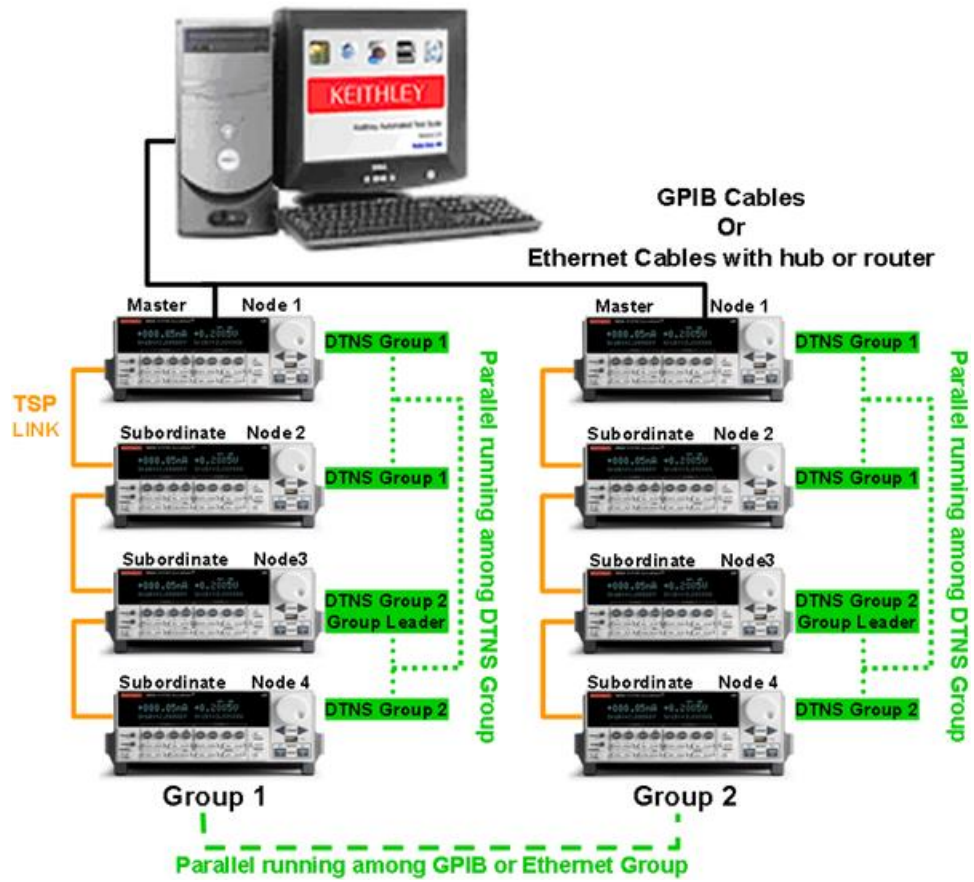 KEITHLEY
Keithley Automated Test Suite
GPIB Cables
Or
Ethernet Cables with hub or router
Master Node 1
DTNS Group 1
TSP
LINK
Subordinate Node 2
DTNS Group 1
Subordinate Node3
DTNS Group 2
Group Leader
Subordinate Node 4
DTNS Group 2
Parallel running among DTNS Group
Group 1
Master Node 1
DTNS Group 1
Subordinate Node 2
DTNS Group 1
Subordinate Node3
DTNS Group 2
Group Leader
Subordinate Node 4
DTNS Group 2
Parallel running among DTNS Group
Group 2
Parallel running among GPIB or Ethernet Group